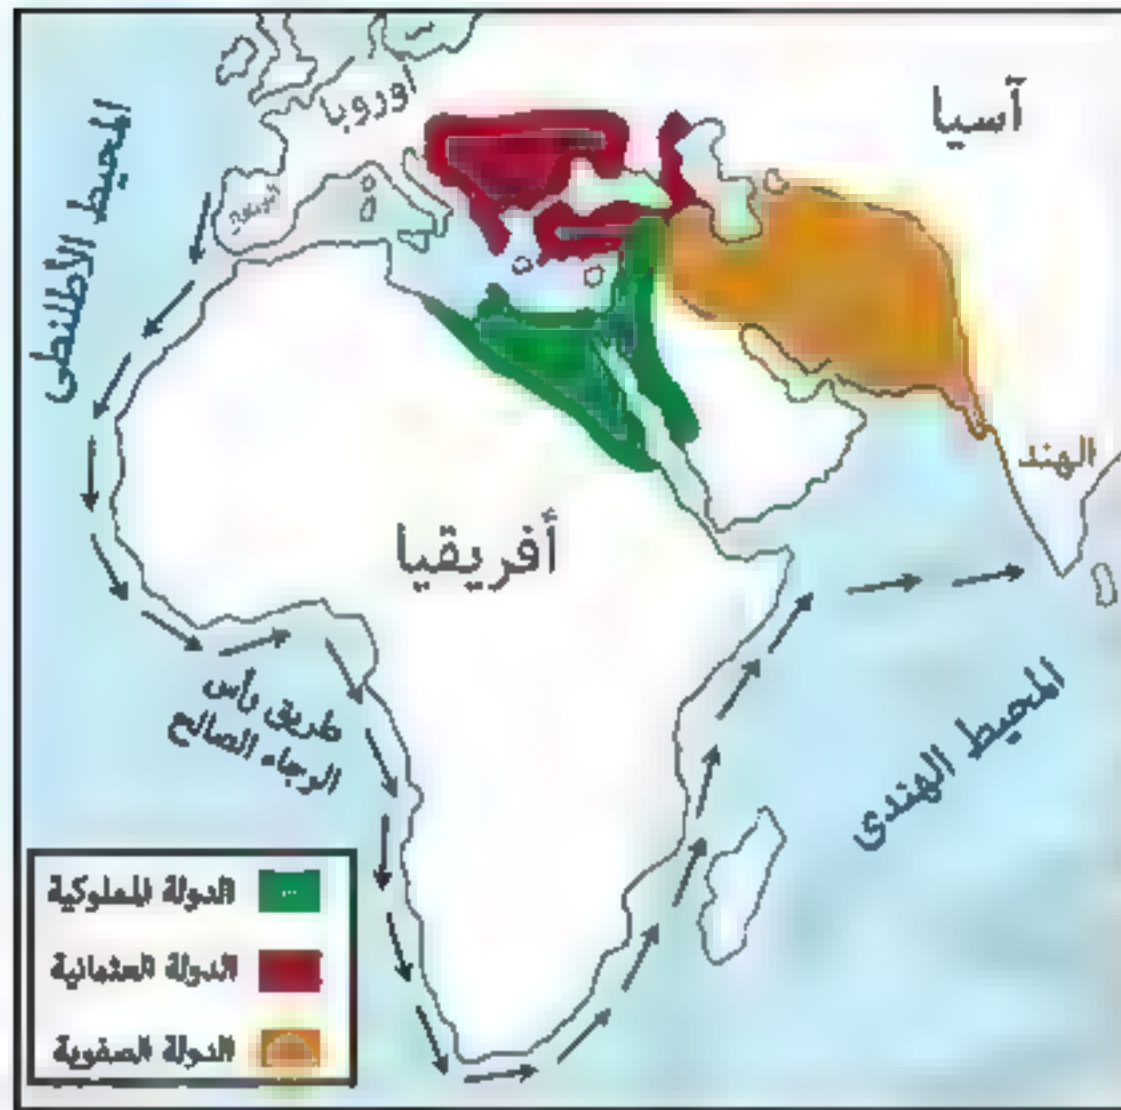 أوروبا
آسيا
المحيط الأطلنطى
الهند
أفريقيا
طريق رأس
الرجاء الصالح
المحيط الهندى
الدولة المملوكية
الدولة العثمانية
الدولة الصفوية